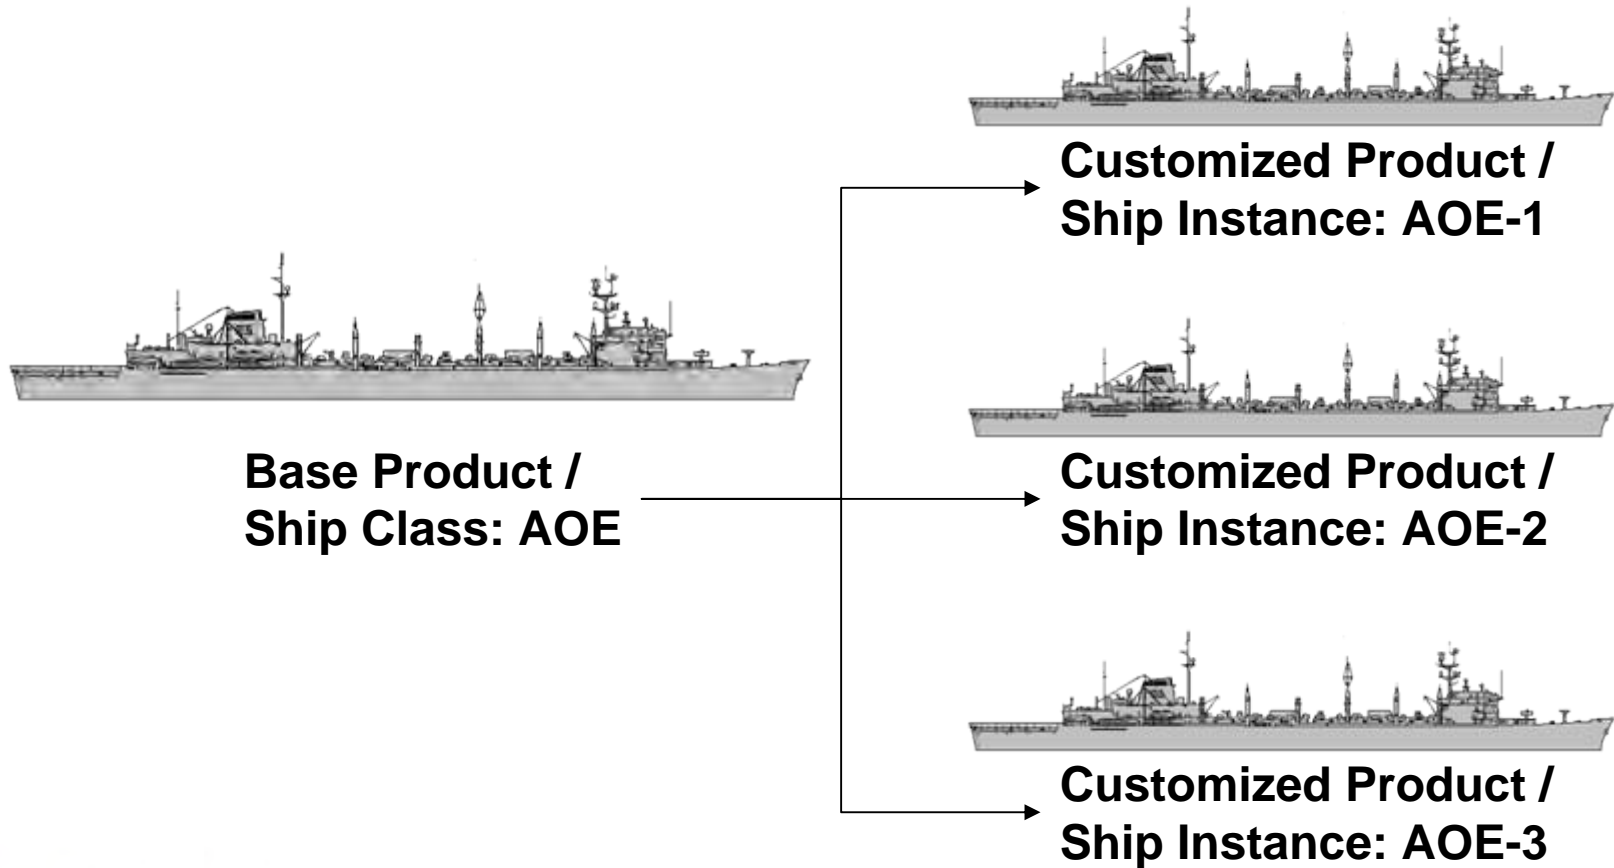 Customized Product /
Ship Instance: AOE-1
Base Product /
Ship Class: AOE
Customized Product /
Ship Instance: AOE-2
Customized Product /
Ship Instance: AOE-3